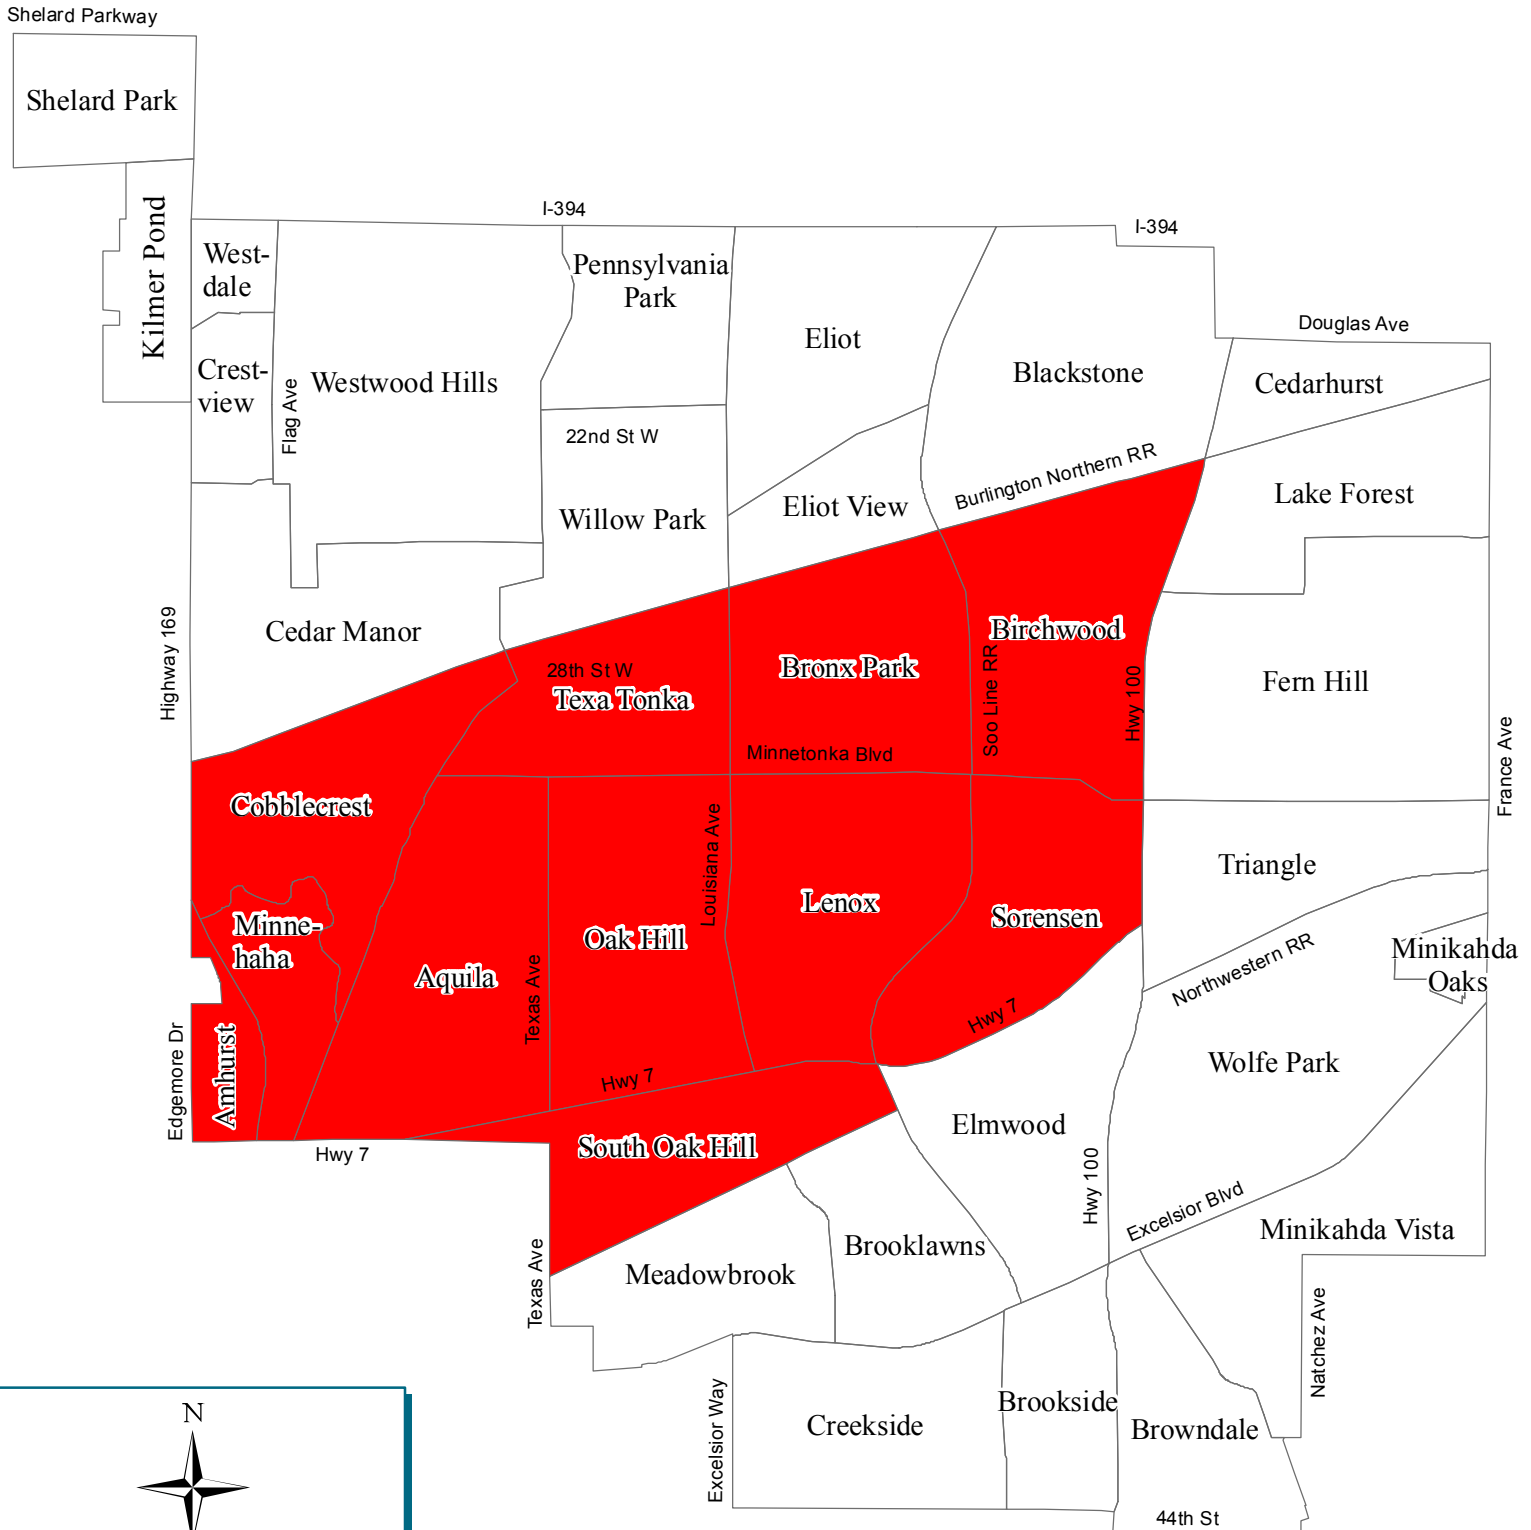 Shelard Parkway
Shelard Park
Kilmer Pond
I-394
I-394
West-
dale
Pennsylvania
Park
Eliot
Blackstone
Douglas Ave
Cedarhurst
Crest-
view
Flag Ave
Westwood Hills
22nd St W
Willow Park
Eliot View
Burlington Northern RR
Lake Forest
Highway 169
Cedar Manor
28th St W
Texa Tonka
Bronx Park
Birchwood
Soo Line RR
Hwy 100
Fern Hill
France Ave
Minnetonka Blvd
Cobblecrest
Louisiana Ave
Triangle
Minne-
haha
Aquila
Texas Ave
Oak Hill
Lenox
Sorensen
Northwestern RR
Minikahda
Oaks
Edgemore Dr
Amhurst
Hwy 7
Hwy 7
Hwy 7
Wolfe Park
South Oak Hill
Elmwood
Hwy 100
Excelsior Blvd
Minikahda Vista
Texas Ave
Meadowbrook
Brooklawns
Natchez Ave
N
Excelsior Way
Creekside
Brookside
Browndale
44th St